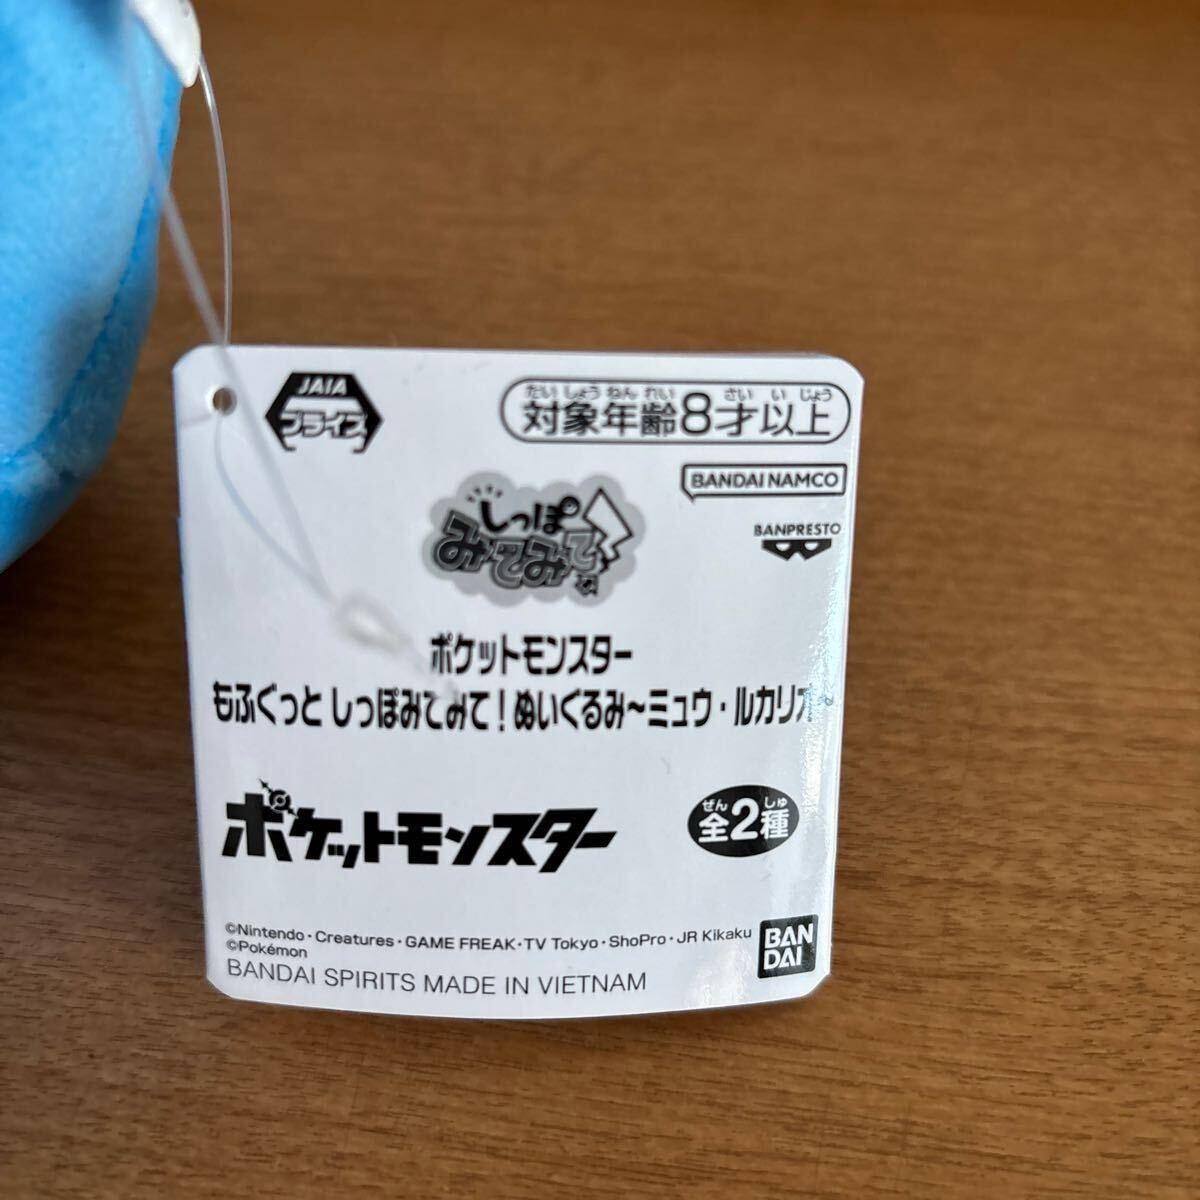 JAIA
プライズ
たいしょうねんれい さいいじょう
対象年齢8才以上
BANDAI NAMCO
BANPRESTO
しっぽ
みてみて
ポケットモンスター
もふぐっと しっぽみてみて!ぬいぐるみ~ミュウ・ルカリオ~
ポケットモンスター
ぜん しゅ
全2種
©Nintendo・Creatures・GAME FREAK・TV Tokyo・ShoPro・JR Kikaku
©Pokémon
BANDAI SPIRITS MADE IN VIETNAM
BAN
DAI